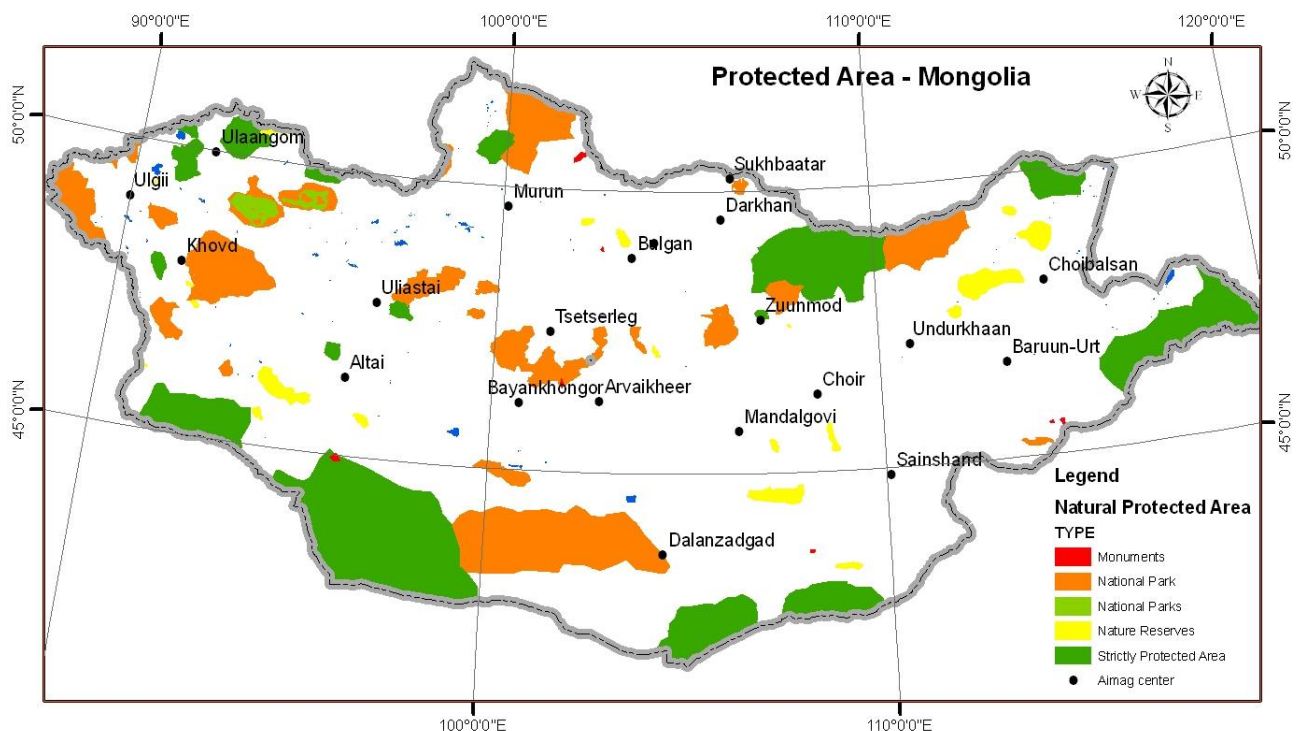 90°0'0"E
100°0'0"E
110°0'0"E
120°0'0"E
Protected Area - Mongolia
N
W
E
S
50°0'0"N
50°0'0"N
Ulaangom
Sukhbaatar
Ulgii
Murun
Darkhan
Khovd
Bulgan
Choibalsan
Uliastai
Zuunmod
Tsetserleg
Undurkhaan
Baruun-Urt
Altai
Bayankhongor
Arvaikheer
Choir
45°0'0"N
45°0'0"N
Mandalgovi
Sainshand
Dalanzadgad
Legend
Natural Protected Area
TYPE
Monuments
National Park
National Parks
Nature Reserves
Strictly Protected Area
Aimag center
100°0'0"E
110°0'0"E